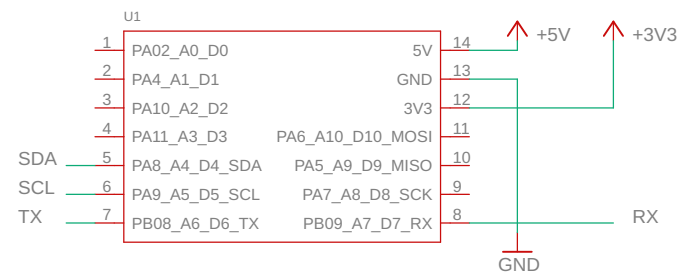 U1
1 PA02_A0_D0 5V 14 +5V +3V3
2 PA4_A1_D1 GND 13
3 PA10_A2_D2 3V3 12
4 PA11_A3_D3 PA6_A10_D10_MOSI 11
SDA 5 PA8_A4_D4_SDA PA5_A9_D9_MISO 10
SCL 6 PA9_A5_D5_SCL PA7_A8_D8_SCK 9
TX 7 PB08_A6_D6_TX PB09_A7_D7_RX 8 RX
GND